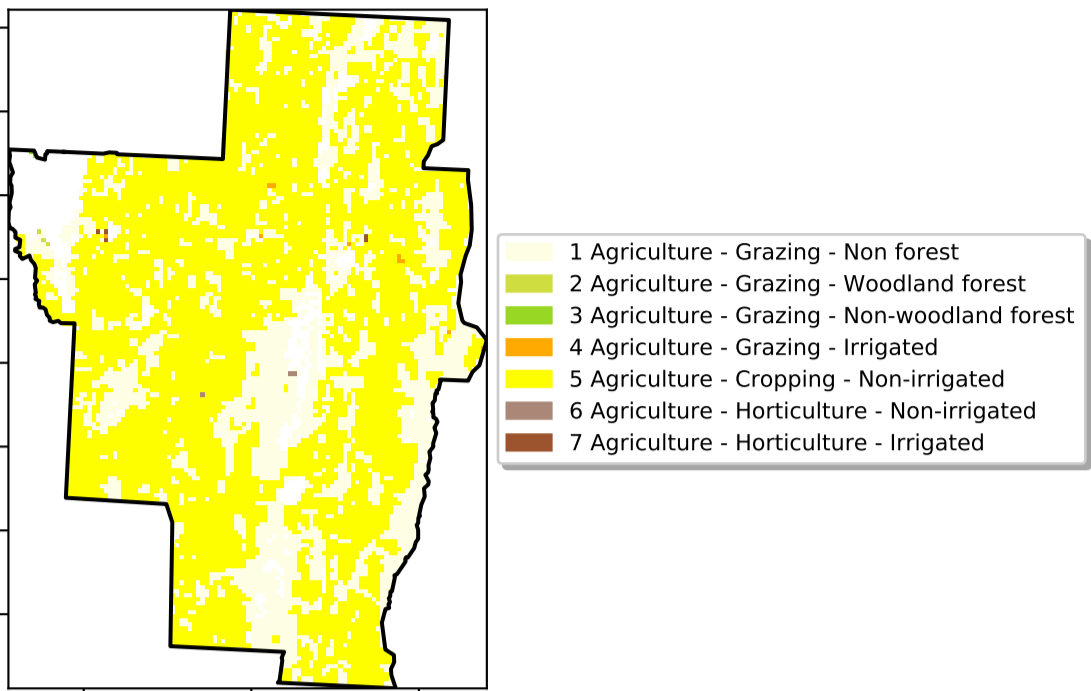 1 Agriculture - Grazing - Non forest
2 Agriculture - Grazing - Woodland forest
3 Agriculture - Grazing - Non-woodland forest
4 Agriculture - Grazing - Irrigated
5 Agriculture - Cropping - Non-irrigated
6 Agriculture - Horticulture - Non-irrigated
7 Agriculture - Horticulture - Irrigated